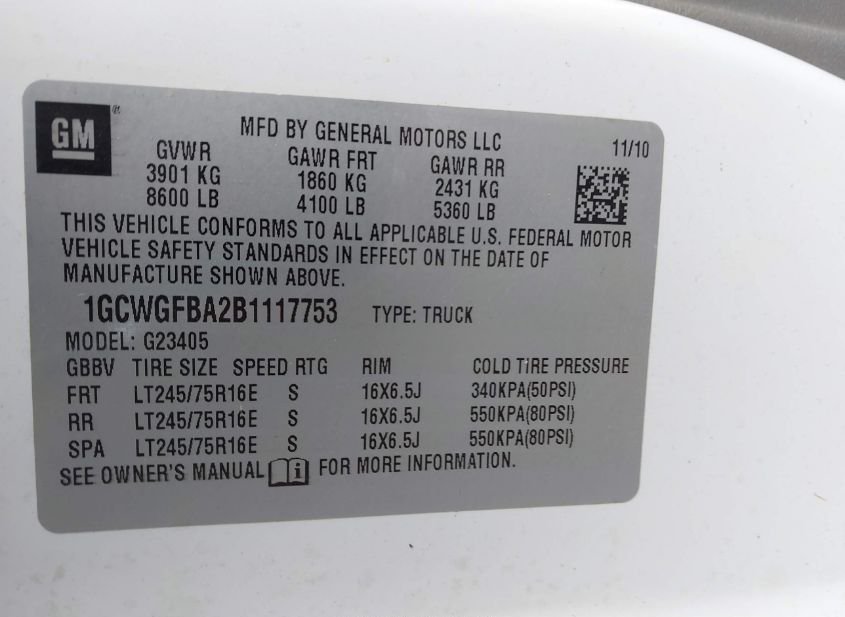 GM ®
MFD BY GENERAL MOTORS LLC 11/10
GVWR GAWR FRT GAWR RR
3901 KG 1860 KG 2431 KG
8600 LB 4100 LB 5360 LB
THIS VEHICLE CONFORMS TO ALL APPLICABLE U.S. FEDERAL MOTOR
VEHICLE SAFETY STANDARDS IN EFFECT ON THE DATE OF
MANUFACTURE SHOWN ABOVE.
1GCWGFBA2B1117753 TYPE: TRUCK
MODEL: G23405
GBBV TIRE SIZE SPEED RTG RIM COLD TIRE PRESSURE
FRT LT245/75R16E S 16X6.5J 340KPA(50PSI)
RR LT245/75R16E S 16X6.5J 550KPA(80PSI)
SPA LT245/75R16E S 16X6.5J 550KPA(80PSI)
SEE OWNER'S MANUAL i FOR MORE INFORMATION.